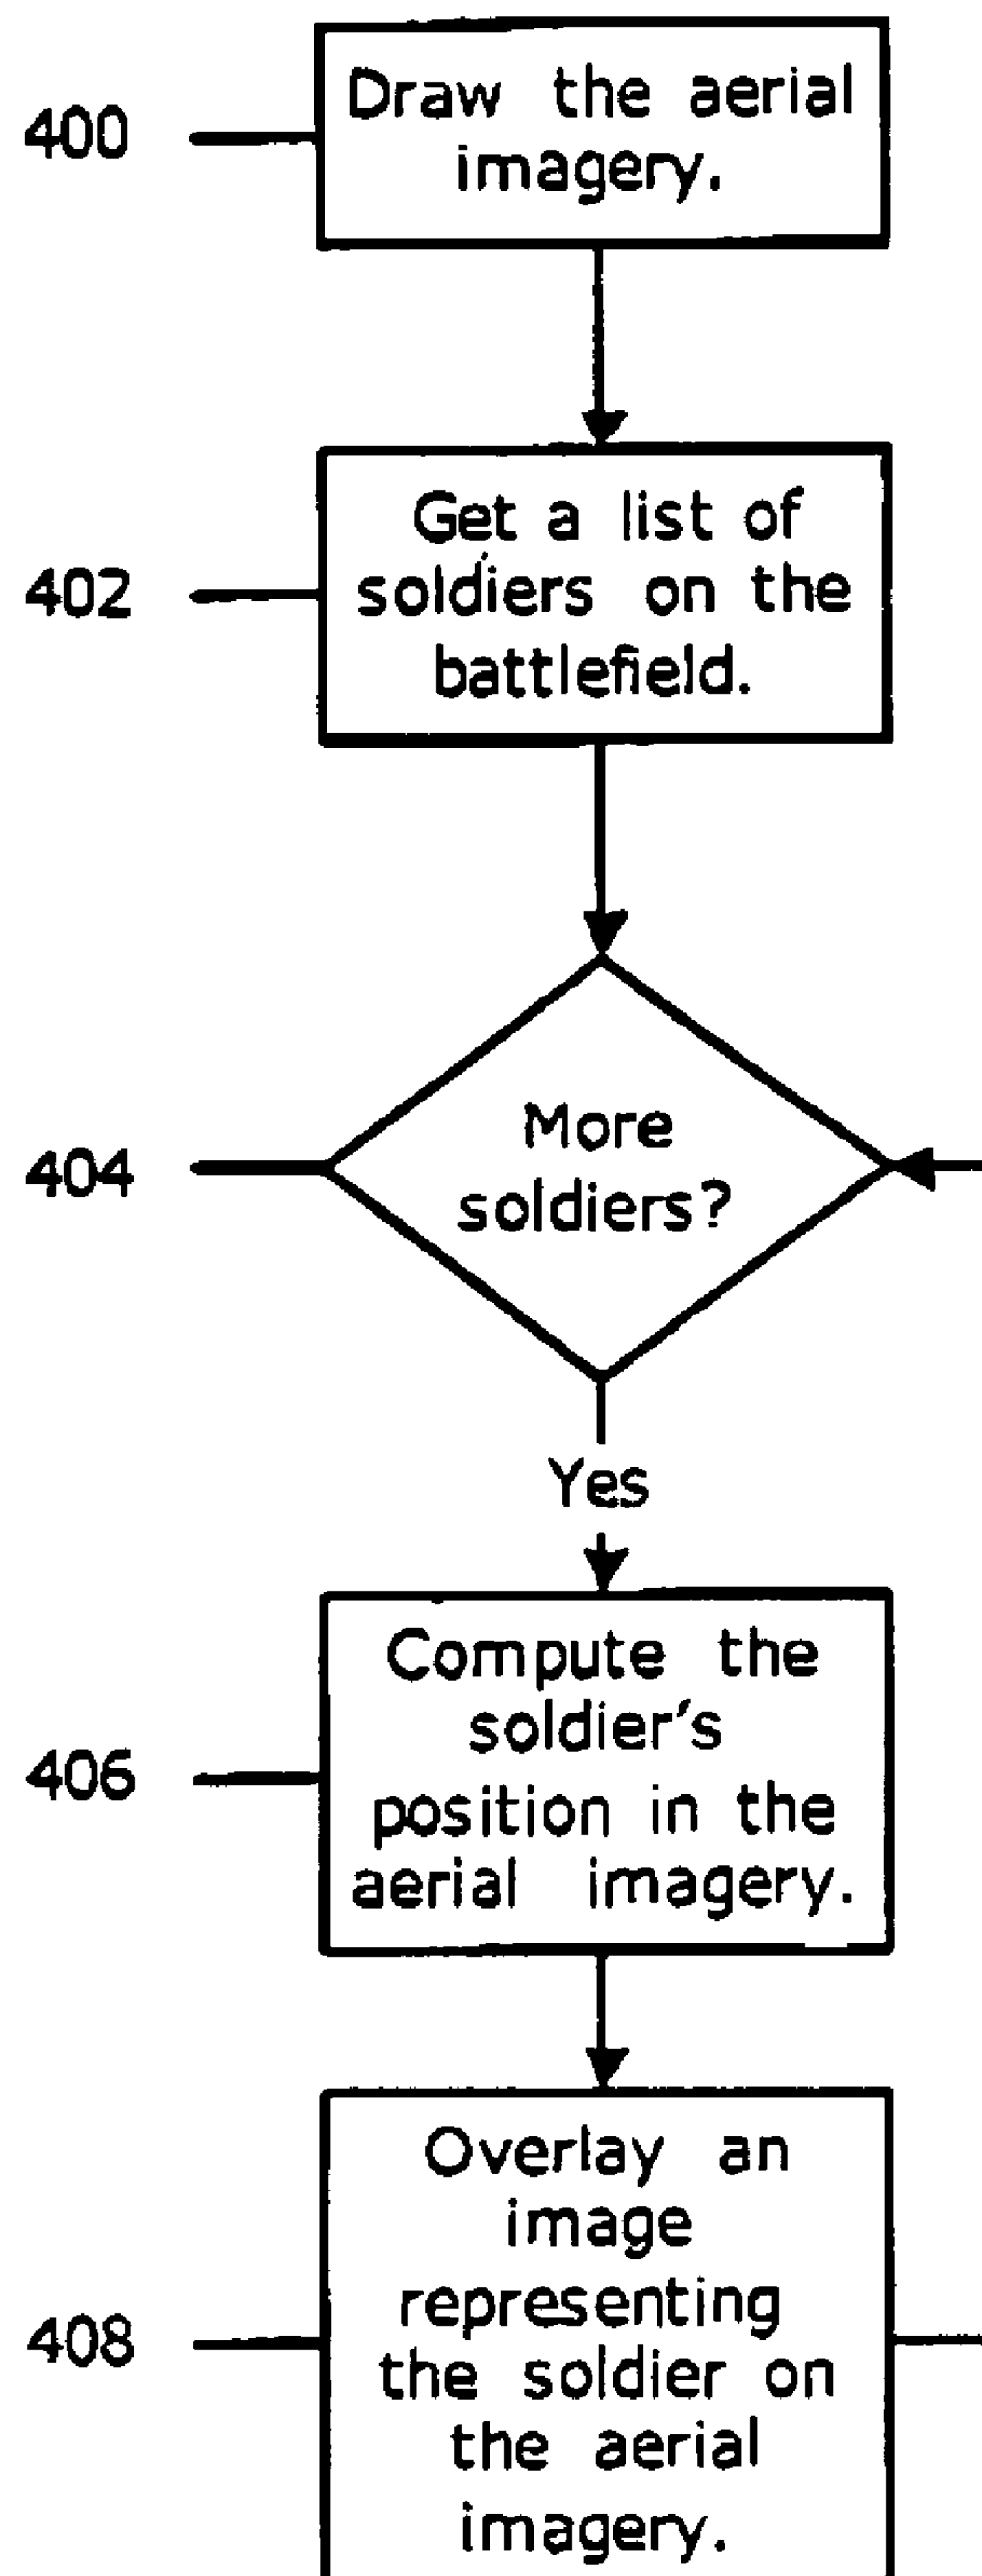 400
Draw the aerial
imagery.
402
Get a list of
soldiers on the
battlefield.
404
More
soldiers?
Yes
406
Compute the
soldier's
position in the
aerial imagery.
408
Overlay an
image
representing
the soldier on
the aerial
imagery.